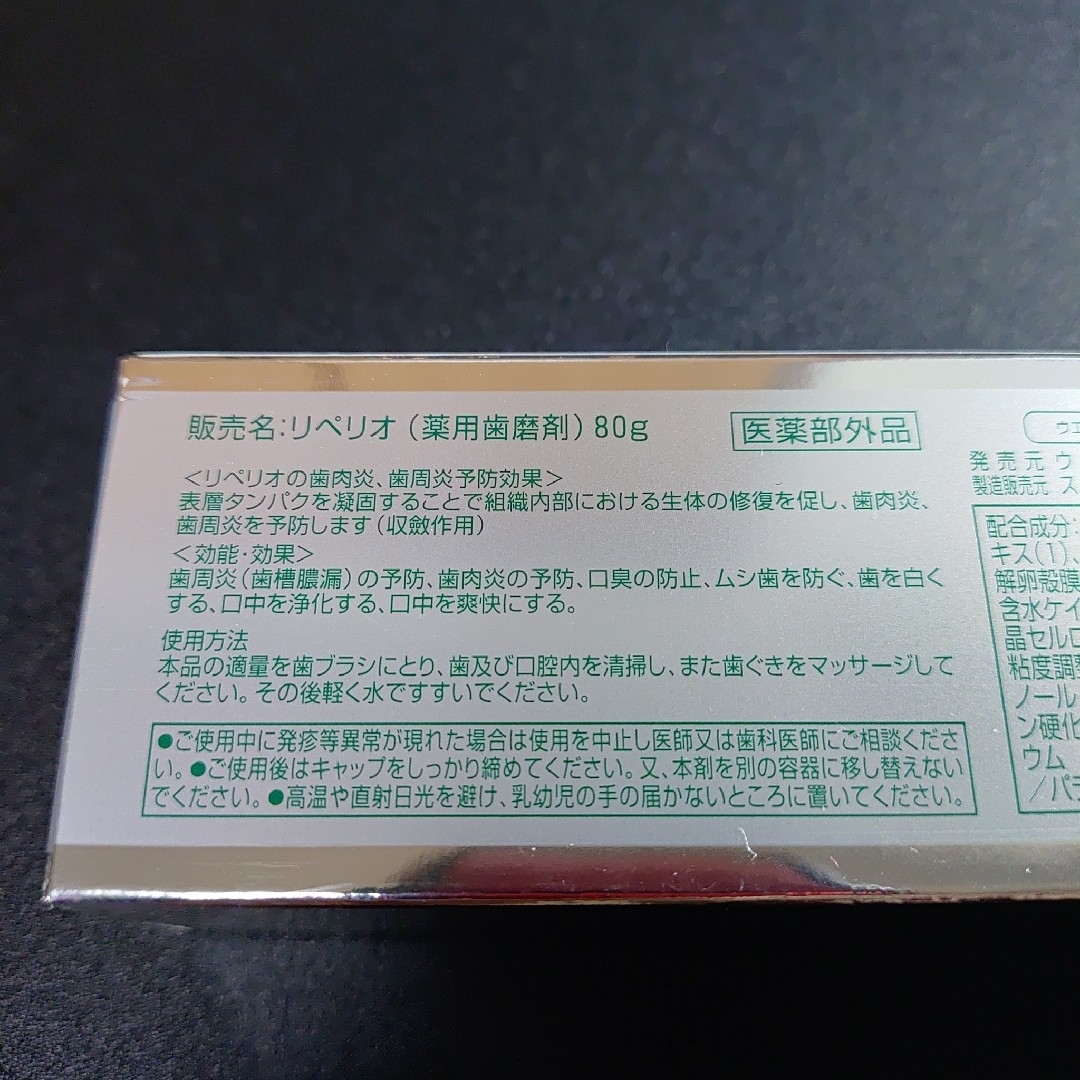 販売名:リペリオ(薬用歯磨剤)80g
医薬部外品
<リペリオの歯肉炎、歯周炎予防効果>
表層タンパクを凝固することで組織内部における生体の修復を促し、歯肉炎、
歯周炎を予防します(収斂作用)
<効能・効果>
歯周炎(歯槽膿漏)の予防、歯肉炎の予防、口臭の防止、ムシ歯を防ぐ、歯を白く
する、口中を浄化する、口中を爽快にする。
使用方法
本品の適量を歯ブラシにとり、歯及び口腔内を清掃し、また歯ぐきをマッサージして
ください。その後軽く水ですすいでください。
●ご使用中に発疹等異常が現れた場合は使用を中止し医師又は歯科医師にご相談くださ
い。●ご使用後はキャップをしっかり締めてください。又、本剤を別の容器に移し替えない
でください。●高温や直射日光を避け、乳幼児の手の届かないところに置いてください。
ウエ
発売元 ウ
製造販売元 ス
配合成分:
キス(T)、
解卵殻膜
含水ケイ
晶セルロ
粘度調整
ノール
ン硬化
ウム
/パラ